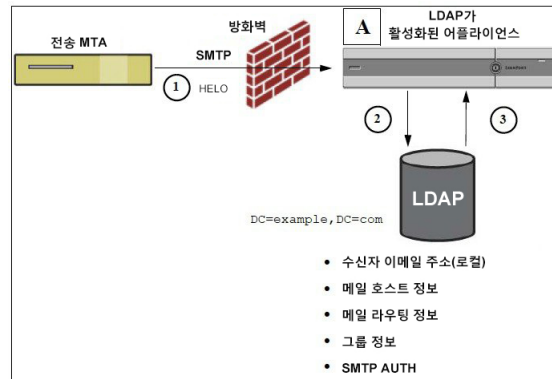 전송 MTA
방화벽
A
LDAP가
활성화된 어플라이언스
SMTP
1
HELO
2
3
LDAP
DC=example,DC=com
• 수신자 이메일 주소(로컬)
• 메일 호스트 정보
• 메일 라우팅 정보
• 그룹 정보
• SMTP AUTH